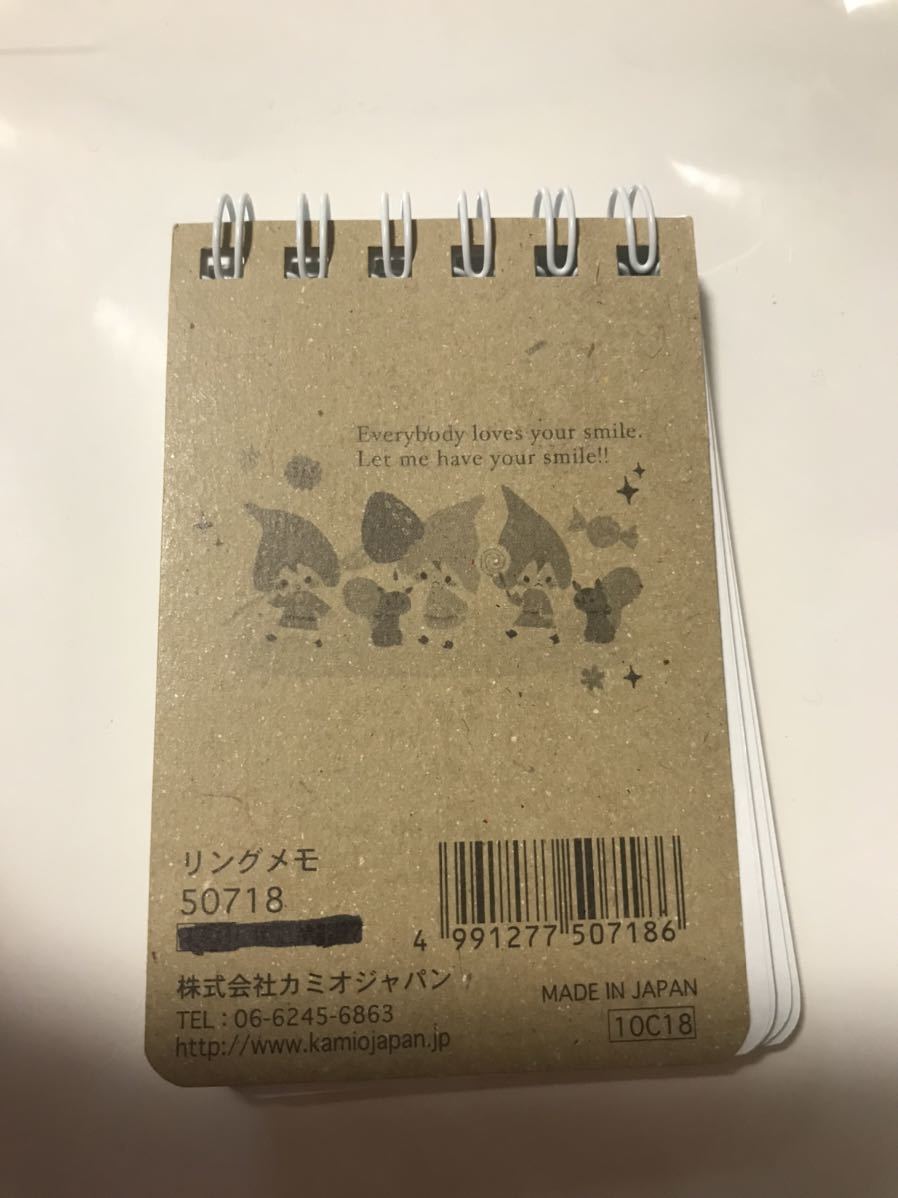 Everybody loves your smile.
Let me have your smile!!
リングメモ
50718
4 991277 507186
株式会社カミオジャパン
TEL : 06-6245-6863
http://www.kamiojapan.jp
MADE IN JAPAN
10C18